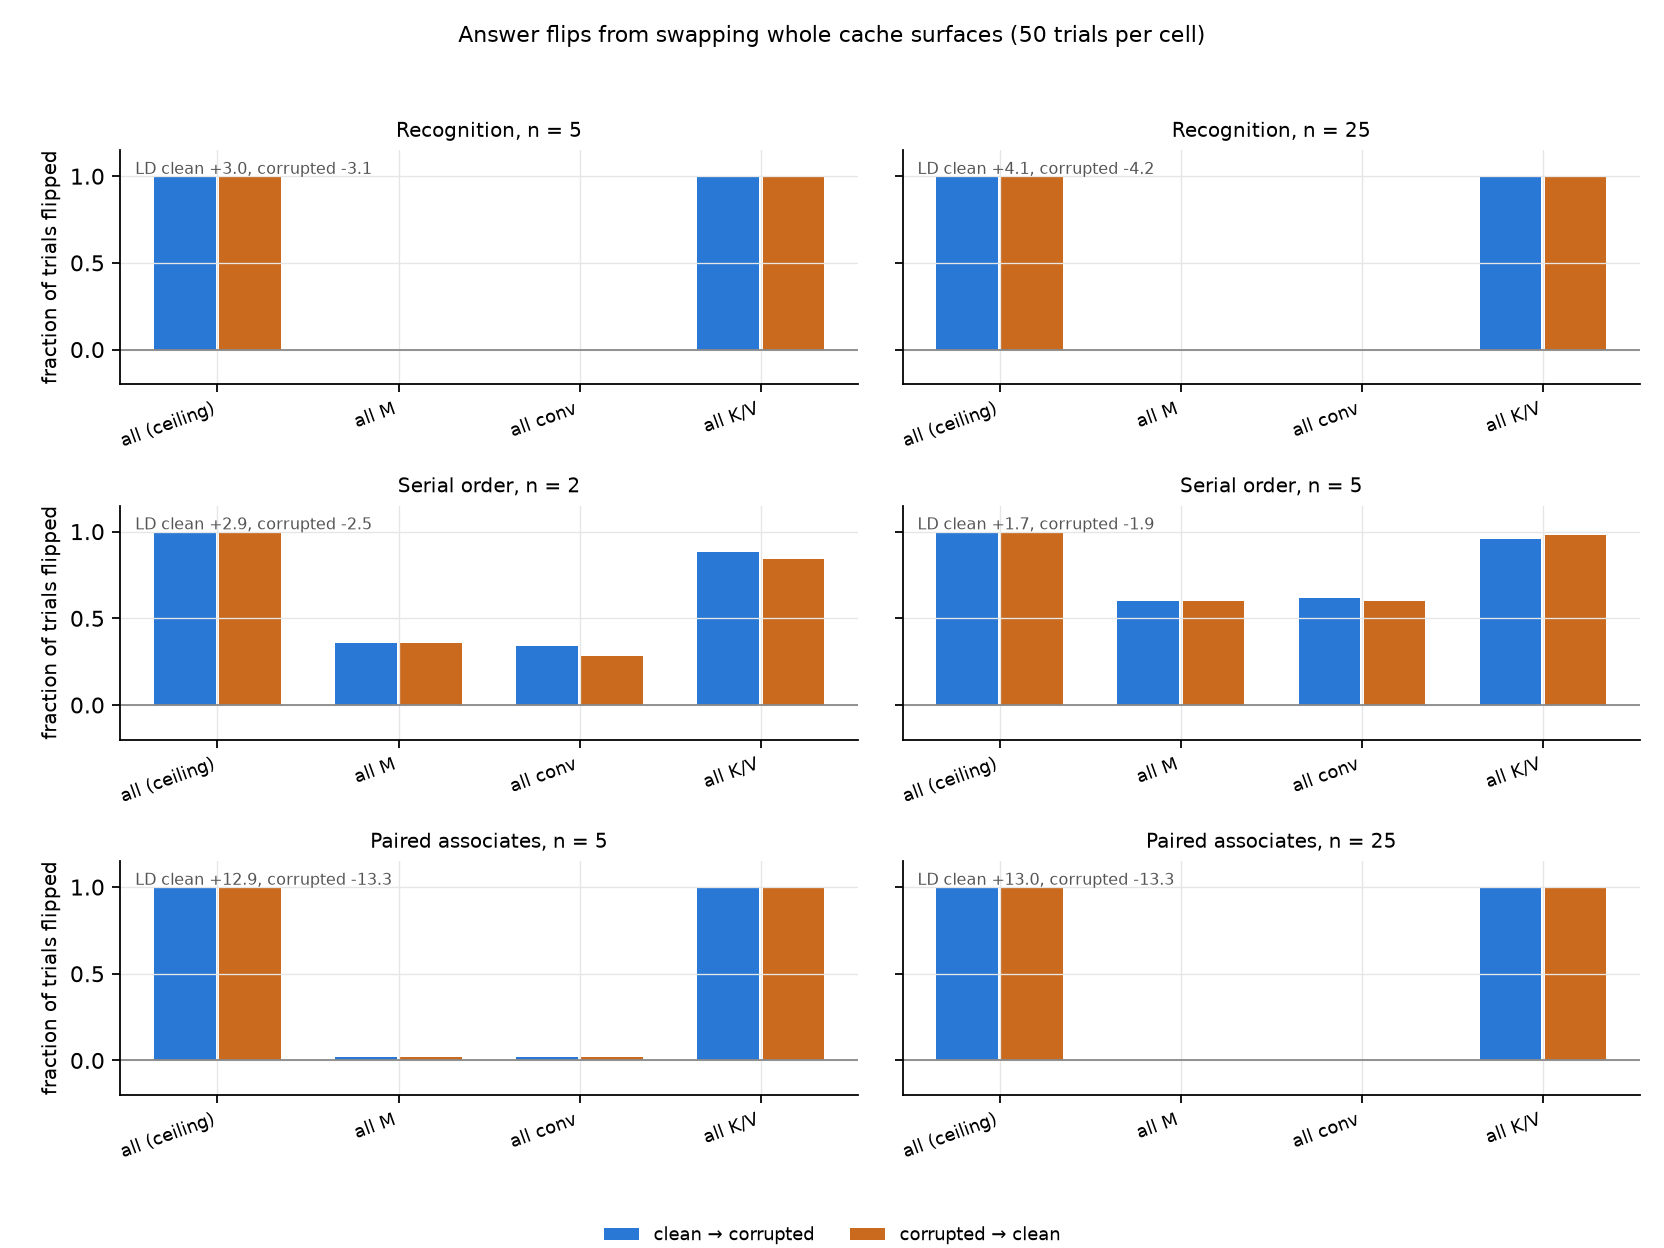 Answer flips from swapping whole cache surfaces (50 trials per cell)
Recognition, n = 5
LD clean +3.0, corrupted -3.1
fraction of trials flipped
1.0
0.5
0.0
all (ceiling)
all M
all conv
all K/V
Recognition, n = 25
LD clean +4.1, corrupted -4.2
all (ceiling)
all M
all conv
all K/V
Serial order, n = 2
LD clean +2.9, corrupted -2.5
fraction of trials flipped
1.0
0.5
0.0
all (ceiling)
all M
all conv
all K/V
Serial order, n = 5
LD clean +1.7, corrupted -1.9
all (ceiling)
all M
all conv
all K/V
Paired associates, n = 5
LD clean +12.9, corrupted -13.3
fraction of trials flipped
1.0
0.5
0.0
all (ceiling)
all M
all conv
all K/V
Paired associates, n = 25
LD clean +13.0, corrupted -13.3
all (ceiling)
all M
all conv
all K/V
clean → corrupted
corrupted → clean